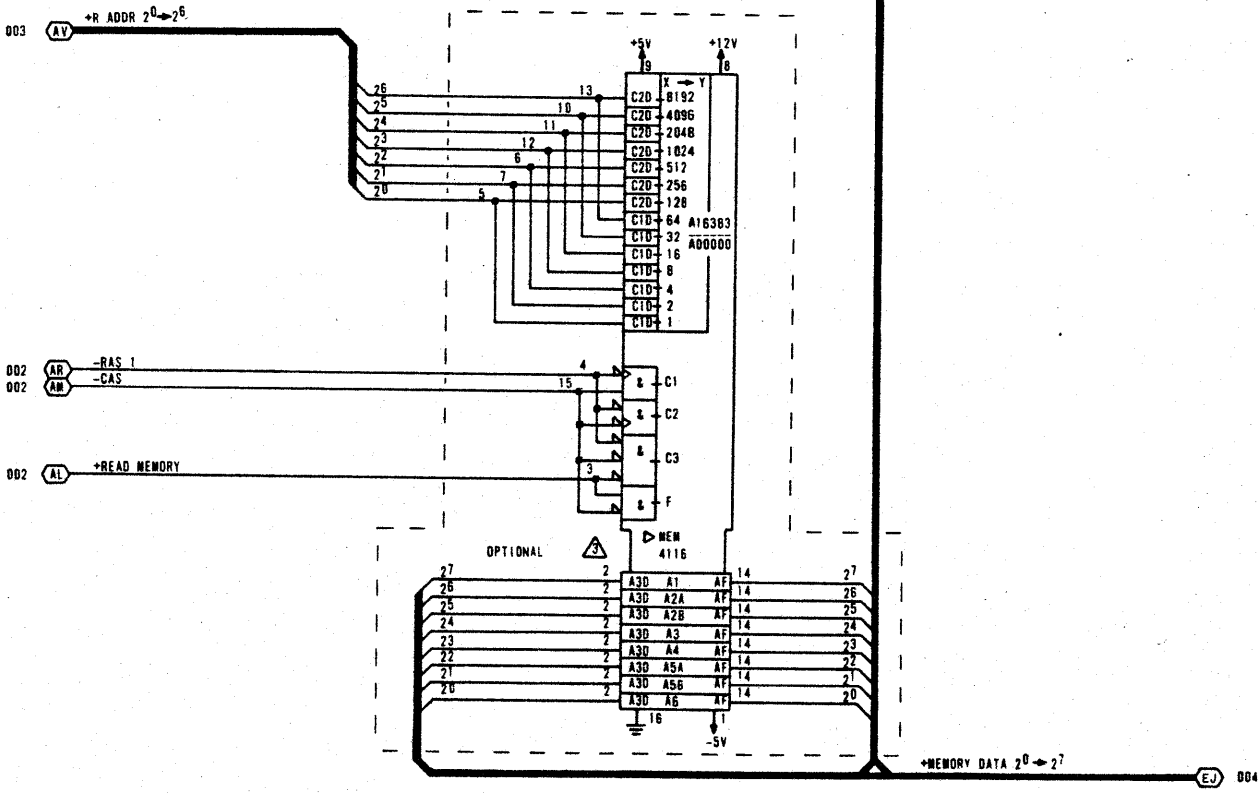 +R ADDR 2⁰→2⁶
003 AV
+5V +12V
9 8
X → Y
2⁶ 13 C2D 8192
2⁵ 10 C2D 4096
2⁴ 11 C2D 2048
2³ 12 C2D 1024
2² 6 C2D 512
2¹ 7 C2D 256
2⁰ 5 C2D 128
C1D 64 A16383
C1D 32 A00000
C1D 16
C1D 8
C1D 4
C1D 2
C1D 1
002 AR -RAS 1 4
002 AM -CAS 15
& C1
& C2
& C3
002 AL +READ MEMORY 3
& F
MEM
OPTIONAL 3 4116
2⁷ 2 A3D A1 AF 14 2⁷
2⁶ 2 A3D A2A AF 14 2⁶
2⁵ 2 A3D A2B AF 14 2⁵
2⁴ 2 A3D A3 AF 14 2⁴
2³ 2 A3D A4 AF 14 2³
2² 2 A3D A5A AF 14 2²
2¹ 2 A3D A5B AF 14 2¹
2⁰ 2 A3D A6 AF 14 2⁰
16 1
-5V
+MEMORY DATA 2⁰→2⁷
EJ 004